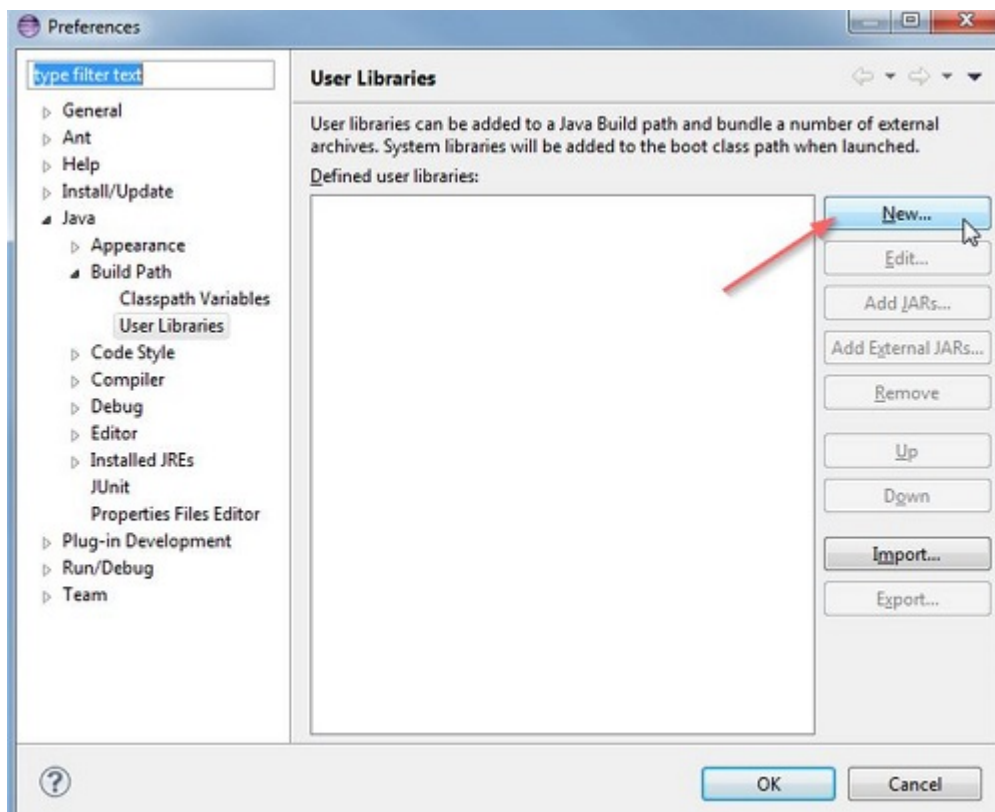 Preferences
type filter text
General
Ant
Help
Install/Update
Java
Appearance
Build Path
Classpath Variables
User Libraries
Code Style
Compiler
Debug
Editor
Installed JREs
JUnit
Properties Files Editor
Plug-in Development
Run/Debug
Team
User Libraries
User libraries can be added to a Java Build path and bundle a number of external
archives. System libraries will be added to the boot class path when launched.
Defined user libraries:
New...
Edit...
Add JARs...
Add External JARs...
Remove
Up
Down
Import...
Export...
?
OK
Cancel